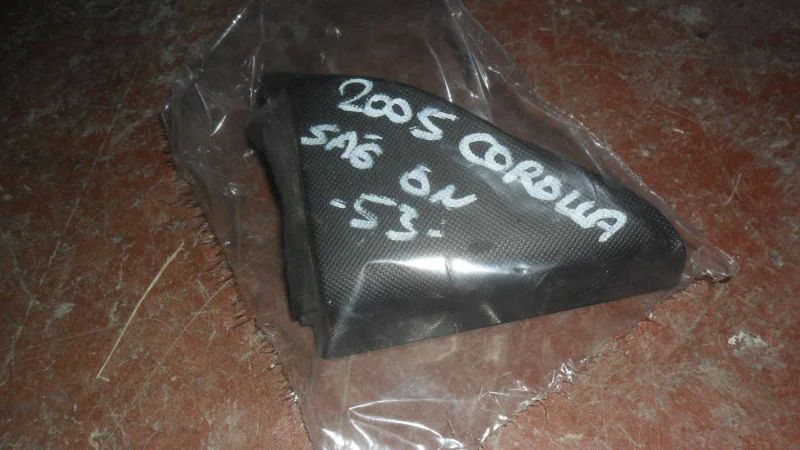 2005 COROLLA
SAĞ ÖN
-53-